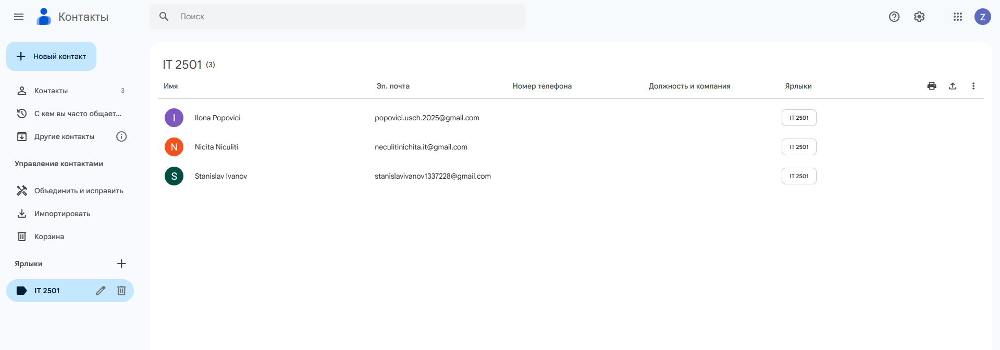 Контакты
Поиск
Z
Новый контакт
Контакты 3
С кем вы часто общает...
Другие контакты
Управление контактами
Объединить и исправить
Импортировать
Корзина
Ярлыки
IT 2501
IT 2501 (3)
Имя Эл. почта Номер телефона Должность и компания Ярлыки
I Ilona Popovici popovici.usch.2025@gmail.com IT 2501
N Nicita Niculiti neculitinichita.it@gmail.com IT 2501
S Stanislav Ivanov stanislavivanov1337228@gmail.com IT 2501